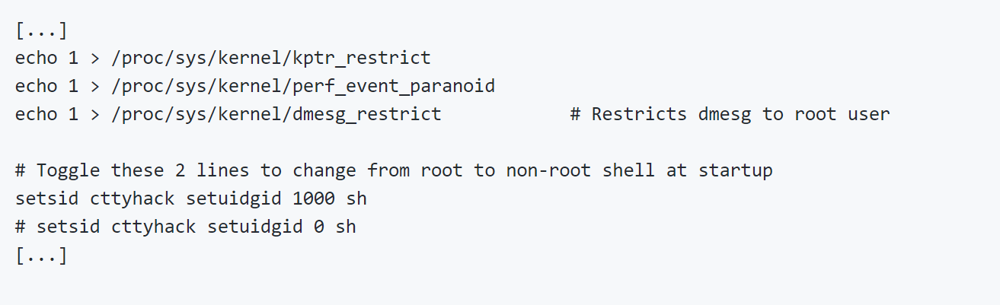 [...]
echo 1 > /proc/sys/kernel/kptr_restrict
echo 1 > /proc/sys/kernel/perf_event_paranoid
echo 1 > /proc/sys/kernel/dmesg_restrict            # Restricts dmesg to root user
# Toggle these 2 lines to change from root to non-root shell at startup
setsid cttyhack setuidgid 1000 sh
# setsid cttyhack setuidgid 0 sh
[...]